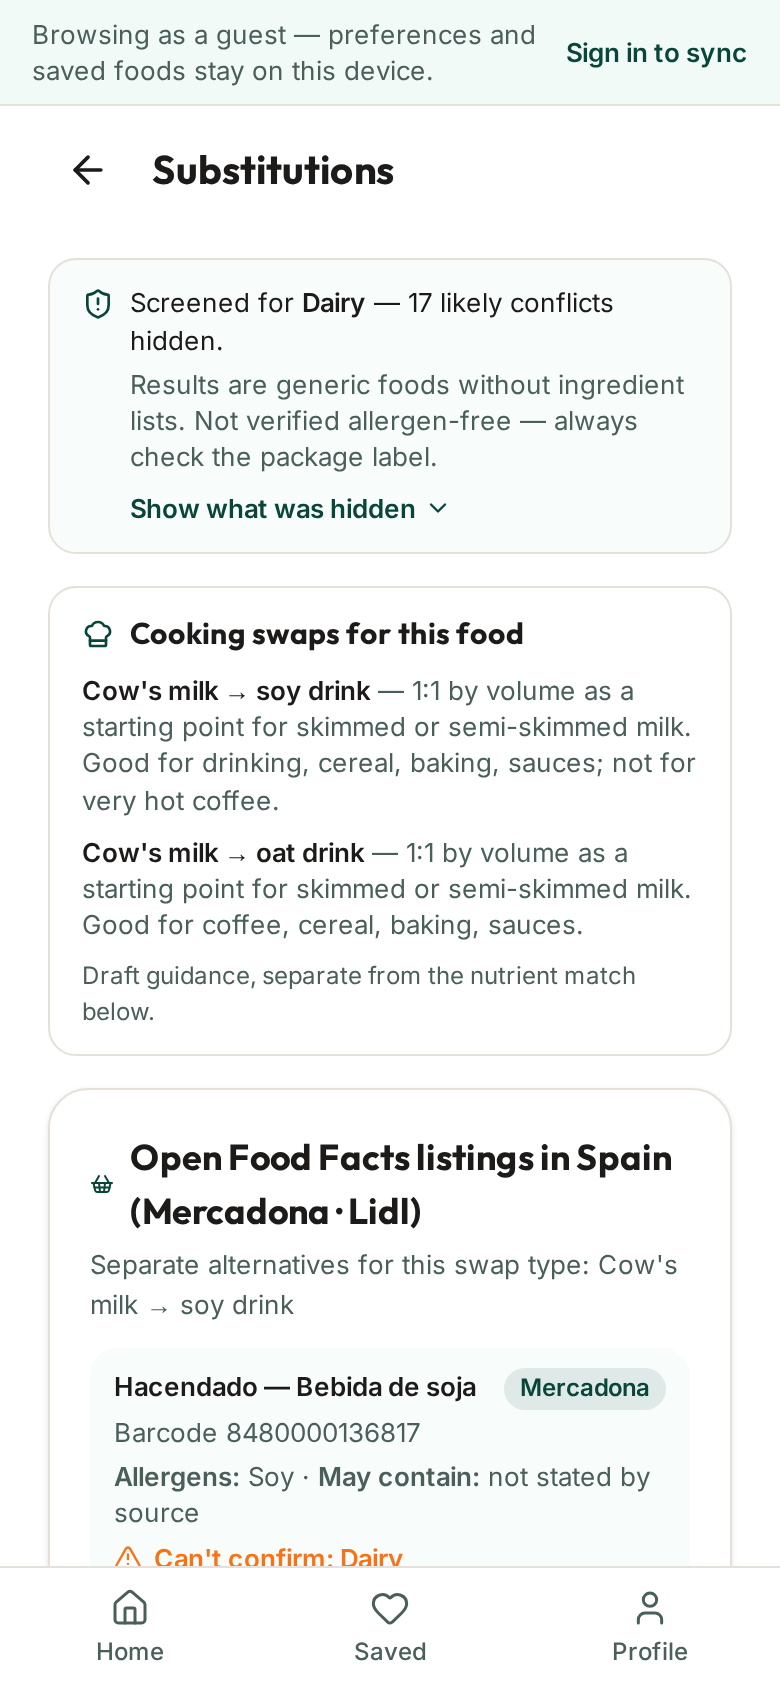 Browsing as a guest — preferences and
saved foods stay on this device.
Sign in to sync
Substitutions
Screened for Dairy — 17 likely conflicts
hidden.
Results are generic foods without ingredient
lists. Not verified allergen-free — always
check the package label.
Show what was hidden
Cooking swaps for this food
Cow's milk → soy drink — 1:1 by volume as a
starting point for skimmed or semi-skimmed milk.
Good for drinking, cereal, baking, sauces; not for
very hot coffee.
Cow's milk → oat drink — 1:1 by volume as a
starting point for skimmed or semi-skimmed milk.
Good for coffee, cereal, baking, sauces.
Draft guidance, separate from the nutrient match
below.
Open Food Facts listings in Spain
(Mercadona · Lidl)
Separate alternatives for this swap type: Cow's
milk → soy drink
Hacendado — Bebida de soja
Mercadona
Barcode 8480000136817
Allergens: Soy · May contain: not stated by
source
Can't confirm: Dairy
Home
Saved
Profile